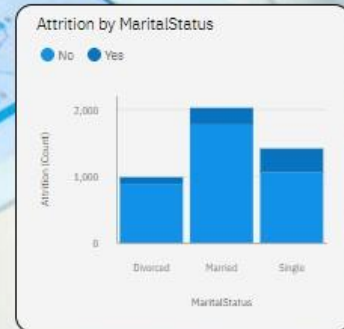 Attrition by MaritalStatus
No Yes
2,000
1,000
0
Attrition (Count)
Divorced Married Single
MaritalStatus